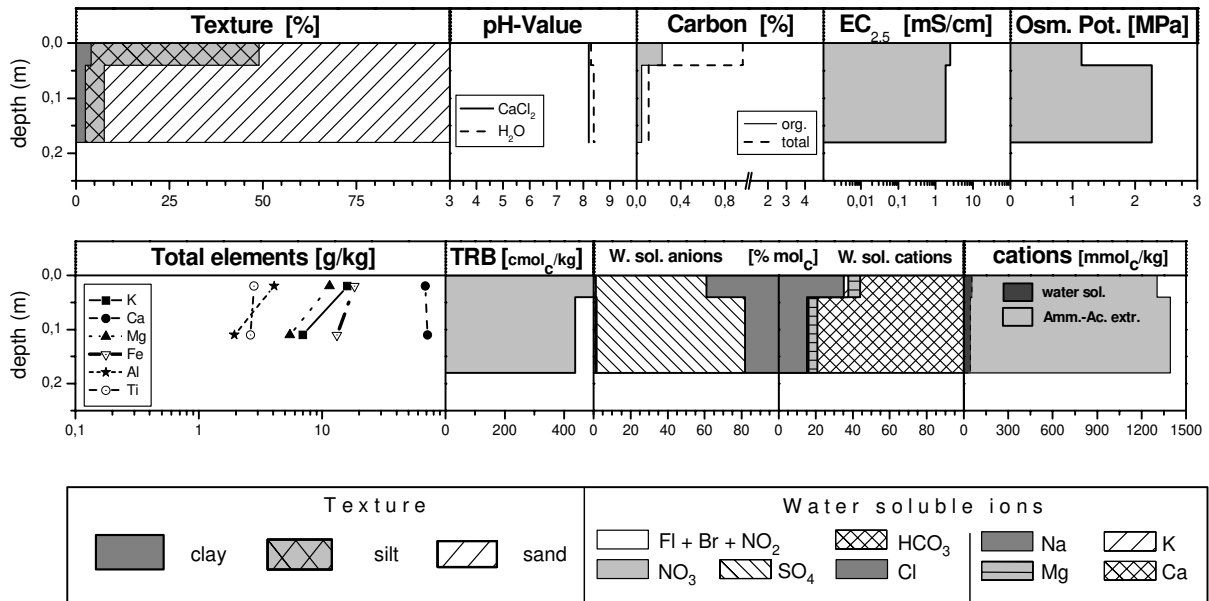 Texture [%] pH-Value Carbon [%] EC2.5 [mS/cm] Osm. Pot. [MPa]
0,0
0,1
0,2
depth (m)
CaCl2
H2O
org.
total
0 25 50 75 3 4 5 6 7 8 9 0,0 0,4 0,8 2 3 4 0,01 0,1 1 0 1 2 3
Total elements [g/kg] TRB [cmolc/kg] W. sol. anions [% molc] W. sol. cations cations [mmolc/kg]
0,0
0,1
0,2
depth (m)
K
Ca
Mg
Fe
Al
Ti
water sol.
Amm.-Ac. extr.
0,1 1 10 0 200 400 0 20 40 60 80 0 20 40 60 80 0 300 600 900 1200 1500
Texture
clay silt sand
Water soluble ions
Fl + Br + NO2 HCO3 Na K
NO3 SO4 Cl Mg Ca